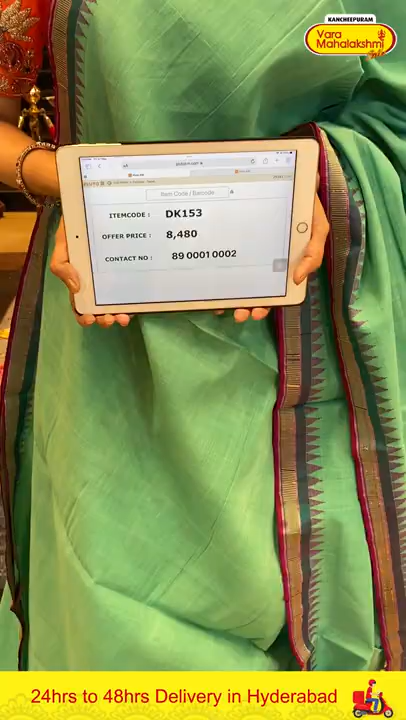 KANCHEEPURAM
Vara
Mahalakshmi
Item Code / Barcode
ITEMCODE : DK153
OFFER PRICE : 8,480
CONTACT NO : 89 0001 0002
24hrs to 48hrs Delivery in Hyderabad